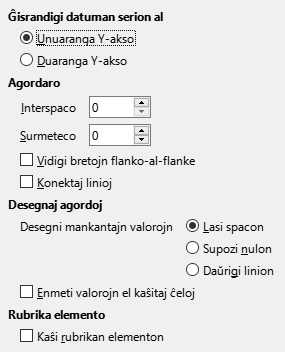 Ĝisrandigi datuman serion al
Unuaranga Y-akso
Duaranga Y-akso
Agordaro
Interspaco 0
Surmeteco 0
Vidigi bretojn flanko-al-flanke
Konektaj linioj
Desegnaj agordoj
Desegni mankantajn valorojn Lasi spacon
Supozi nulon
Daŭrigi linion
Enmeti valorojn el kaŝitaj ĉeloj
Rubrika elemento
Kaŝi rubrikan elementon